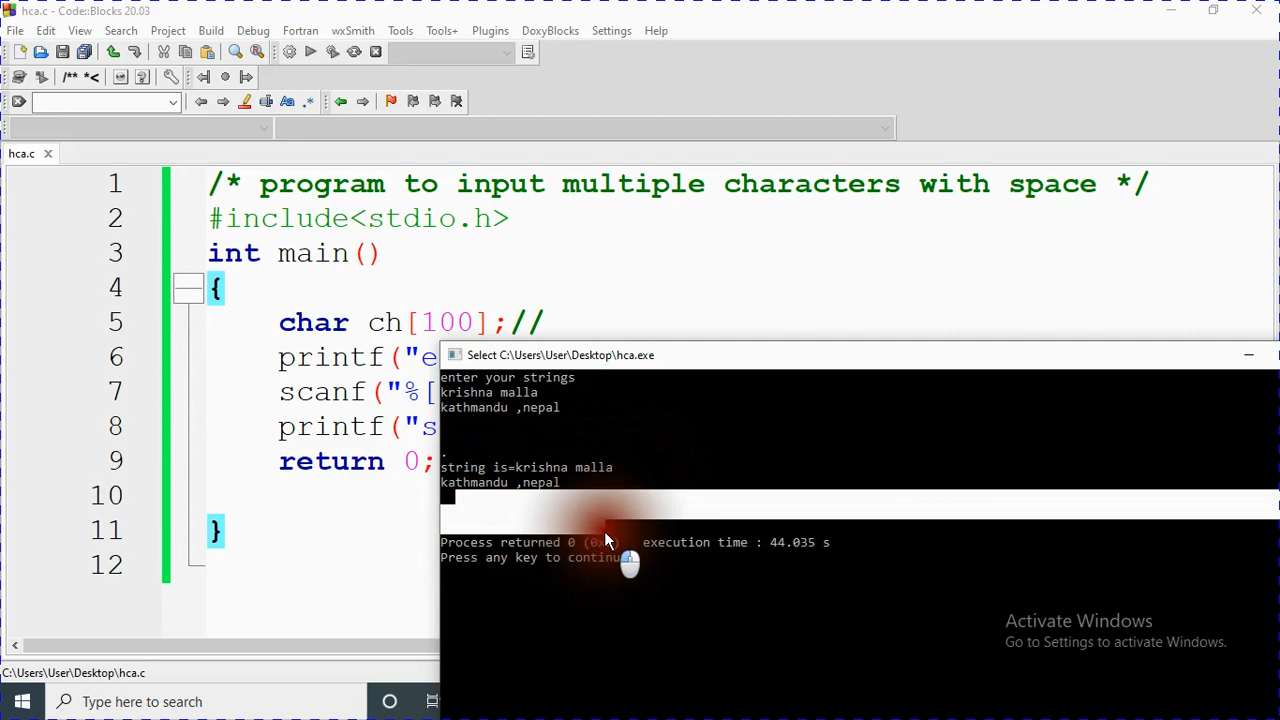 hca.c - Code::Blocks 20.03
File Edit View Search Project Build Debug Fortran wxSmith Tools Tools+ Plugins DoxyBlocks Settings Help
/** *<
Aa .*
hca.c
1 /* program to input multiple characters with space */
2 #include<stdio.h>
3 int main()
4 {
5 char ch[100];//
6 printf("e
7 scanf("%[
8 printf("s
9 return 0;
10
11 }
12
Select C:\Users\User\Desktop\hca.exe
enter your strings
krishna malla
kathmandu ,nepal
.
string is=krishna malla
kathmandu ,nepal
Process returned 0 (0x0) execution time : 44.035 s
Press any key to continu
Activate Windows
Go to Settings to activate Windows.
C:\Users\User\Desktop\hca.c
Type here to search